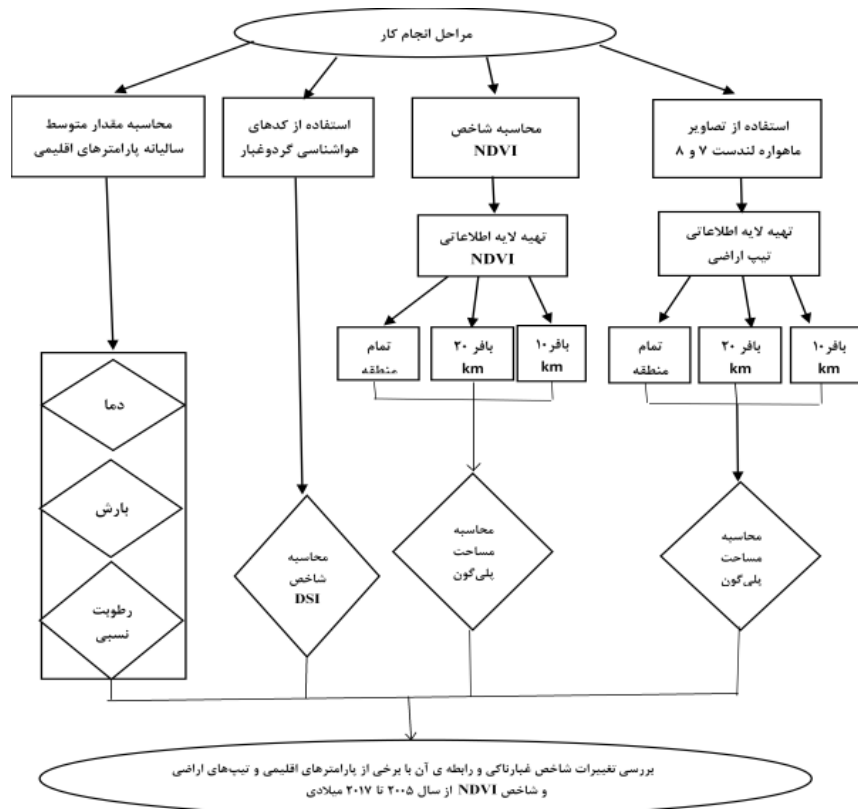 مراحل انجام کار
استفاده از تصاویر
ماهواره لندست ۷ و ۸
محاسبه شاخص
NDVI
استفاده از کدهای
هواشناسی گردوغبار
محاسبه مقدار متوسط
سالیانه پارامترهای اقلیمی
تهیه لایه اطلاعاتی
تیپ اراضی
تهیه لایه اطلاعاتی
NDVI
بافر ۱۰
km
بافر ۲۰
km
تمام
منطقه
بافر ۱۰
km
بافر ۲۰
km
تمام
منطقه
محاسبه
مساحت
پلی‌گون
محاسبه
مساحت
پلی‌گون
محاسبه
شاخص
DSI
دما
بارش
رطوبت
نسبی
بررسی تغییرات شاخص غبارناکی و رابطه ی آن با برخی از پارامترهای اقلیمی و تیپ‌های اراضی
و شاخص NDVI از سال ۲۰۰۵ تا ۲۰۱۷ میلادی